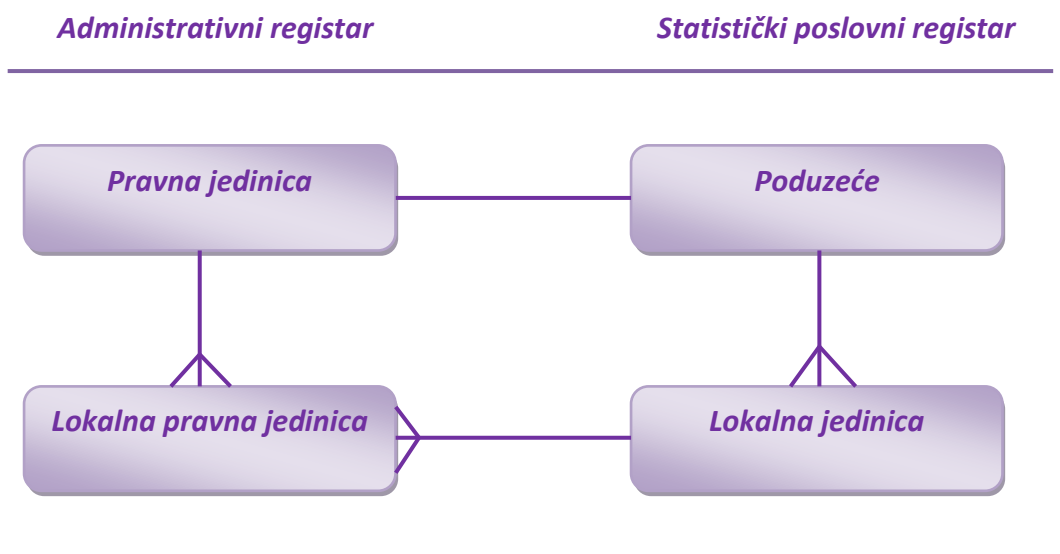 Administrativni registar
Statistički poslovni registar
Pravna jedinica
Poduzeće
Lokalna pravna jedinica
Lokalna jedinica